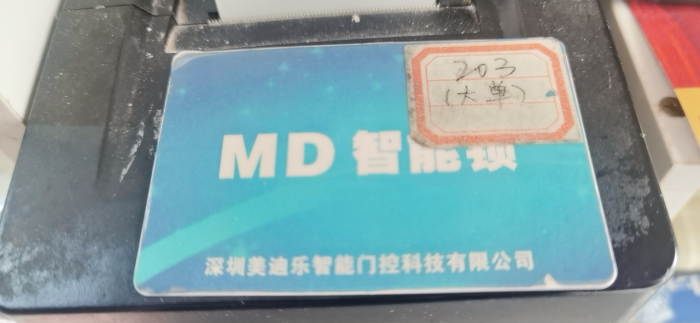 203
(大单)
MD 智能锁
深圳美迪乐智能门控科技有限公司